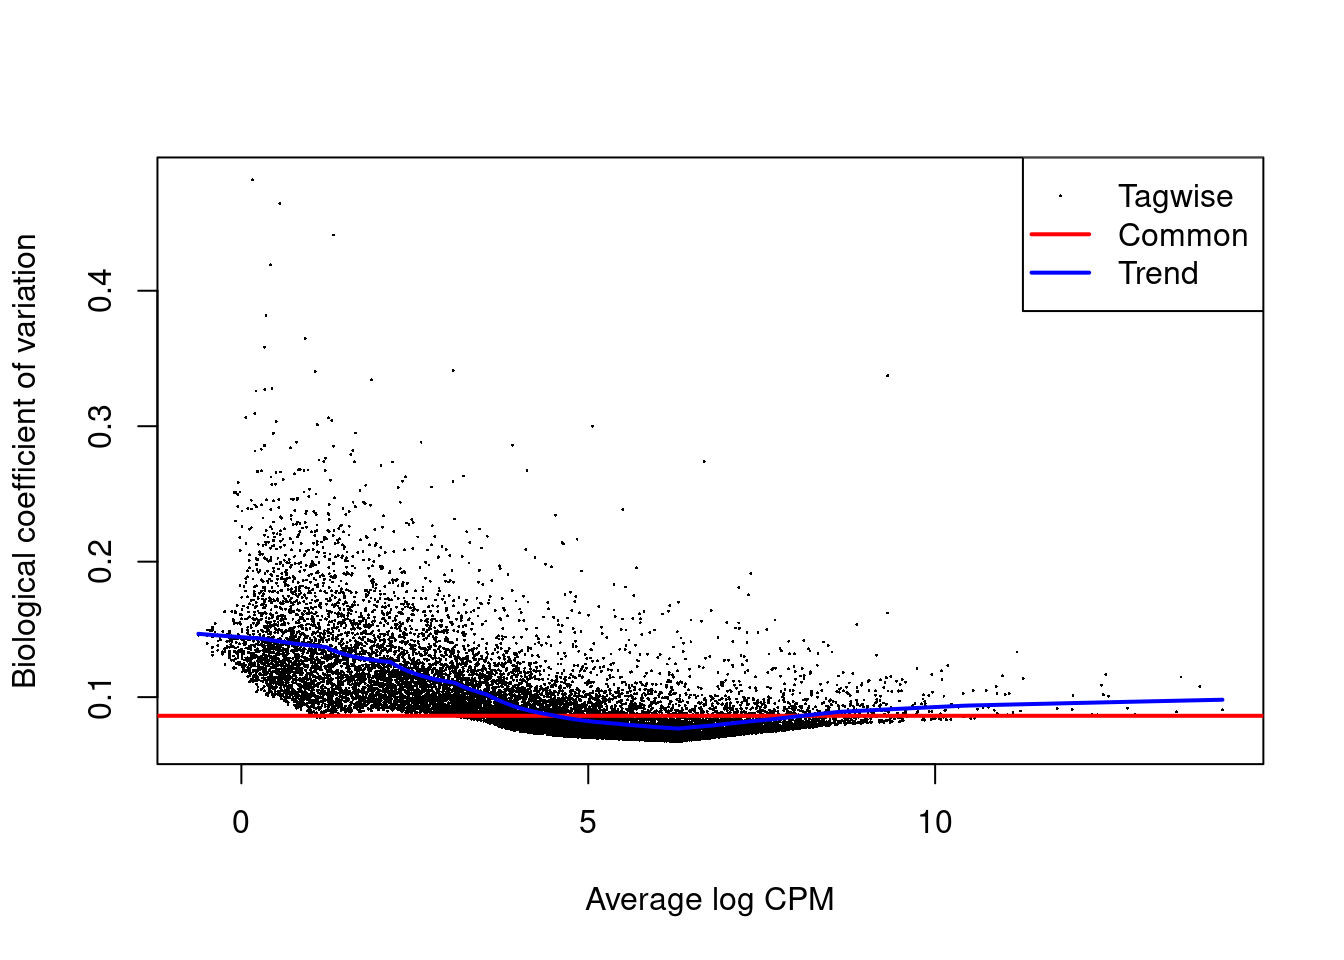 Tagwise
Common
Trend
Biological coefficient of variation
0.4
0.3
0.2
0.1
0 5 10
Average log CPM